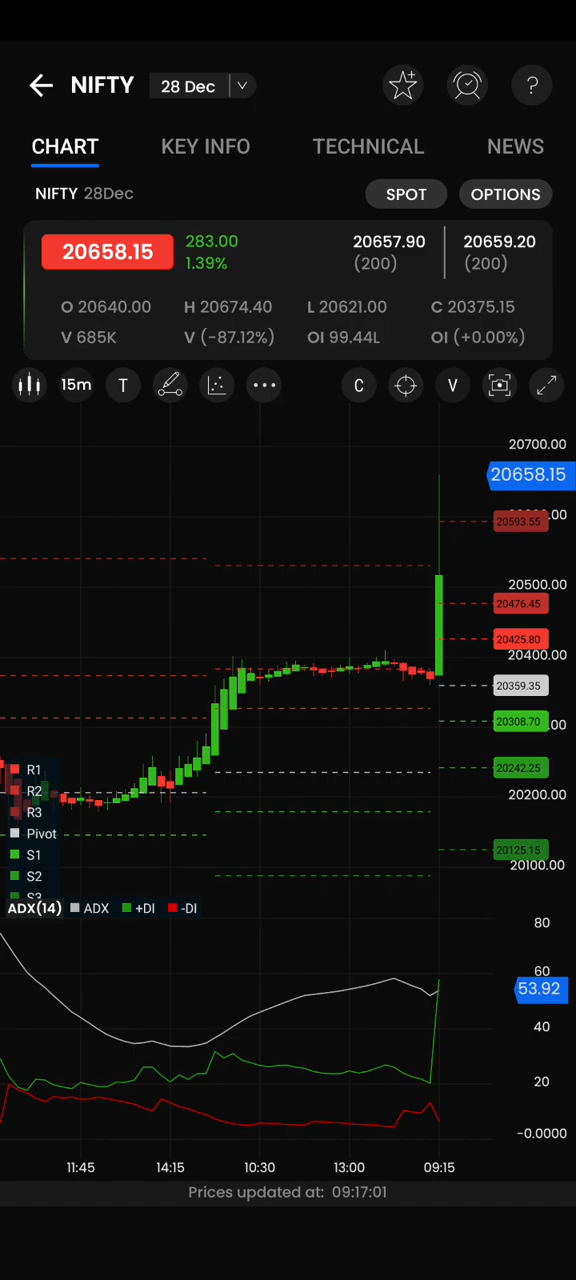 NIFTY 28 Dec
CHART KEY INFO TECHNICAL NEWS
NIFTY 28Dec SPOT OPTIONS
20658.15 283.00 1.39% 20657.90 (200) 20659.20 (200)
O 20640.00 H 20674.40 L 20621.00 C 20375.15
V 685K V (-87.12%) OI 99.44L OI (+0.00%)
15m T C V
20700.00
20658.15
20593.55
20500.00
20476.45
20425.80
20400.00
20359.35
20308.70
20242.25
20200.00
20125.15
20100.00
R1
R2
R3
Pivot
S1
S2
S3
ADX(14) ADX +DI -DI
80
60
53.92
40
20
-0.0000
11:45 14:15 10:30 13:00 09:15
Prices updated at: 09:17:01